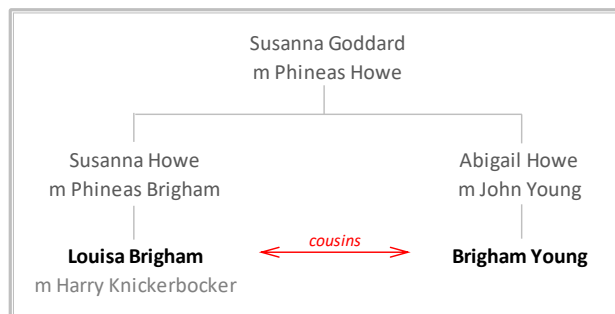 Susanna Goddard
m Phineas Howe
Susanna Howe
m Phineas Brigham
Abigail Howe
m John Young
Louisa Brigham
m Harry Knickerbocker
cousins
Brigham Young